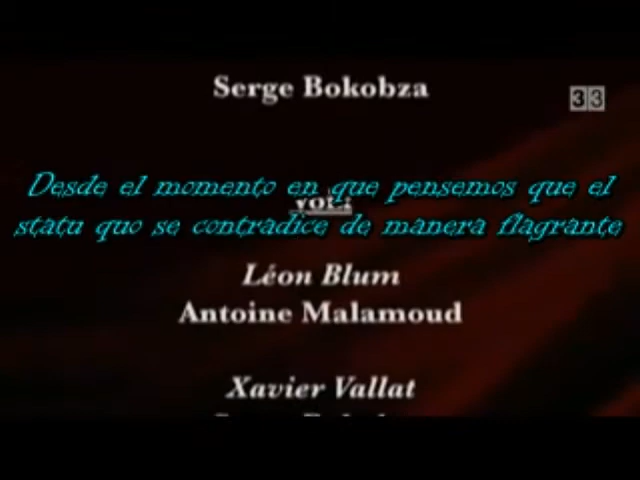 Serge Bokobza
33
Desde el momento en que pensemos que el
statu quo se contradice de manera flagrante
Léon Blum
Antoine Malamoud
Xavier Vallat